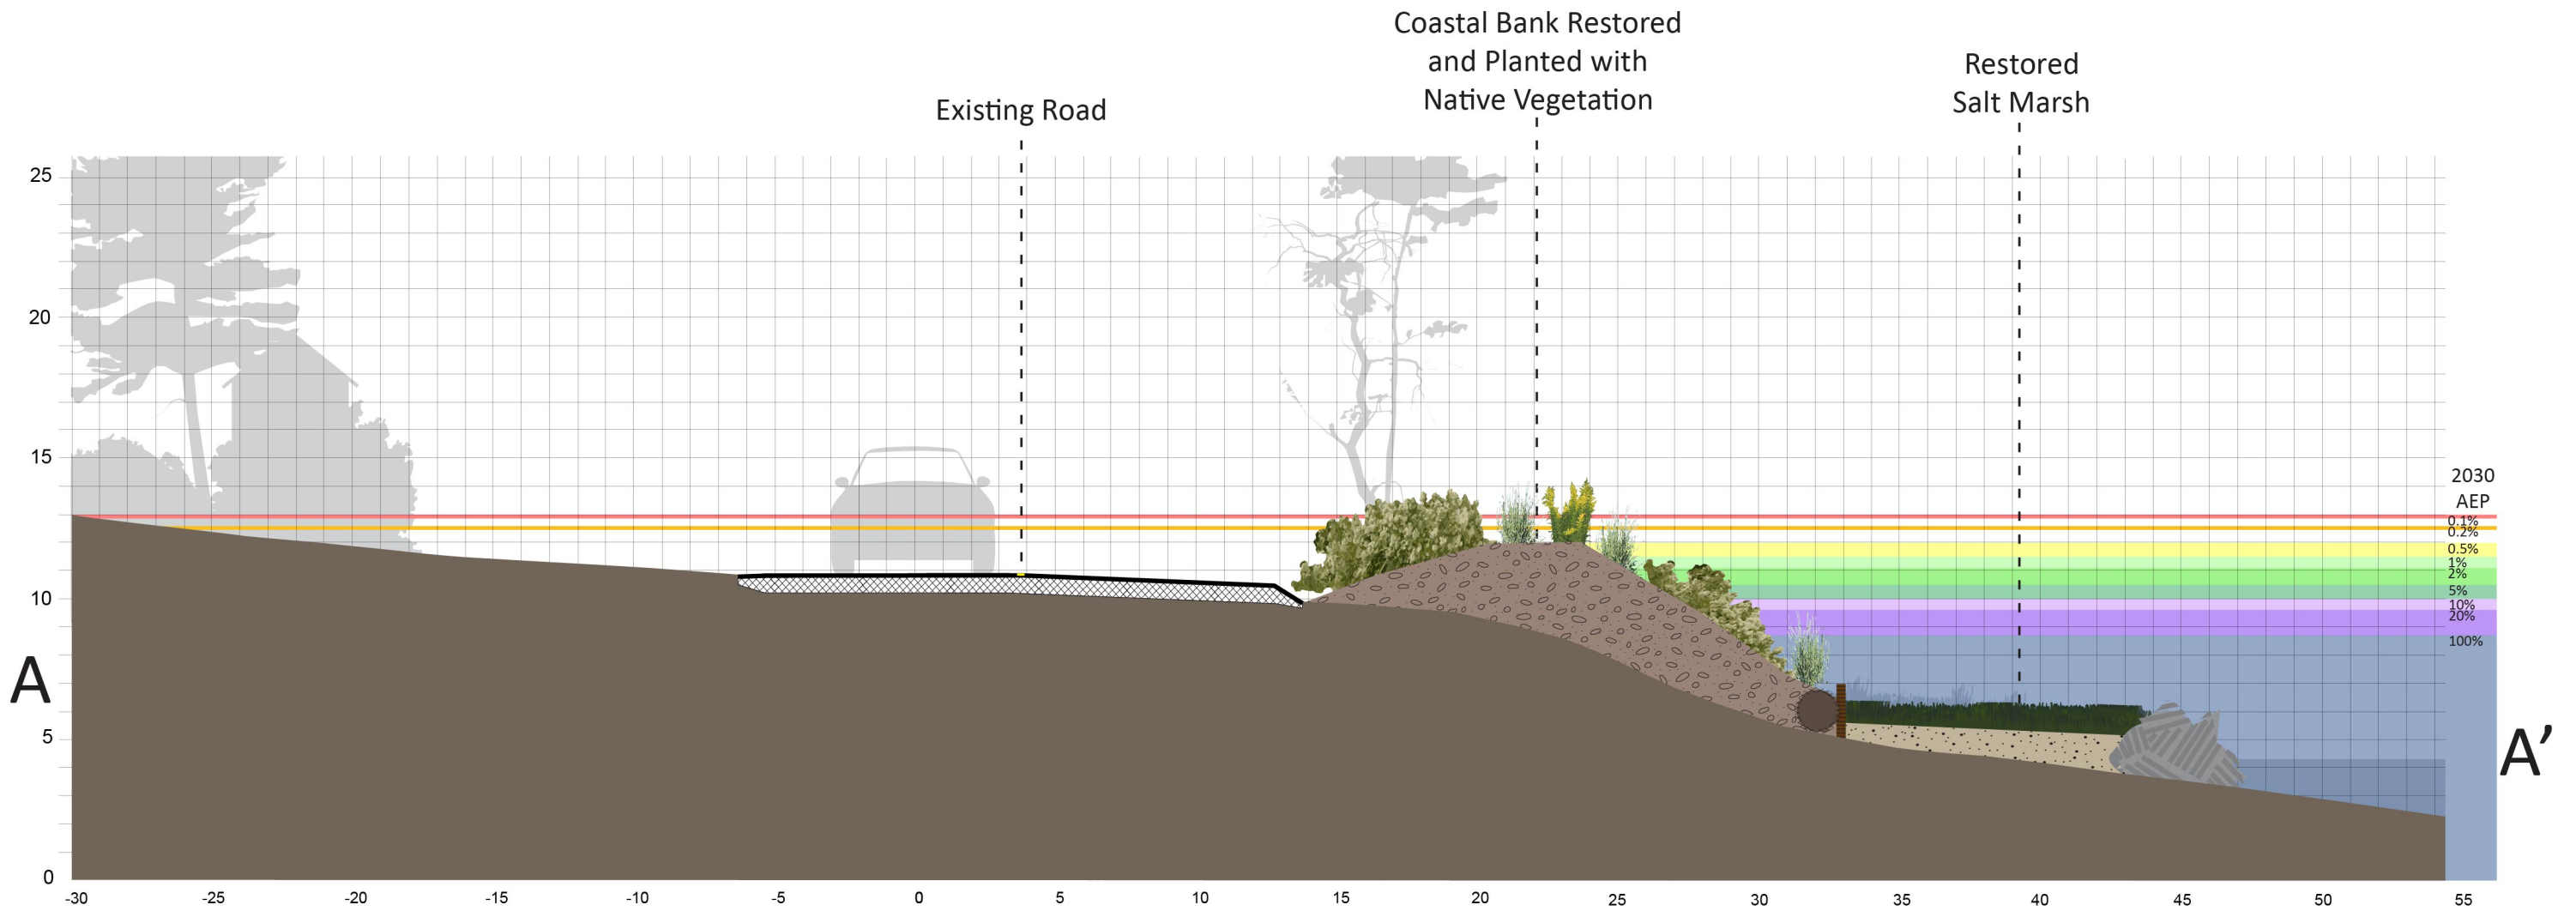 Coastal Bank Restored
and Planted with
Native Vegetation
Restored
Salt Marsh
Existing Road
25
20
15
10
5
0
2030
AEP
0.1%
0.2%
0.5%
1%
2%
5%
10%
20%
100%
A
A’
-30 -25 -20 -15 -10 -5 0 5 10 15 20 25 30 35 40 45 50 55